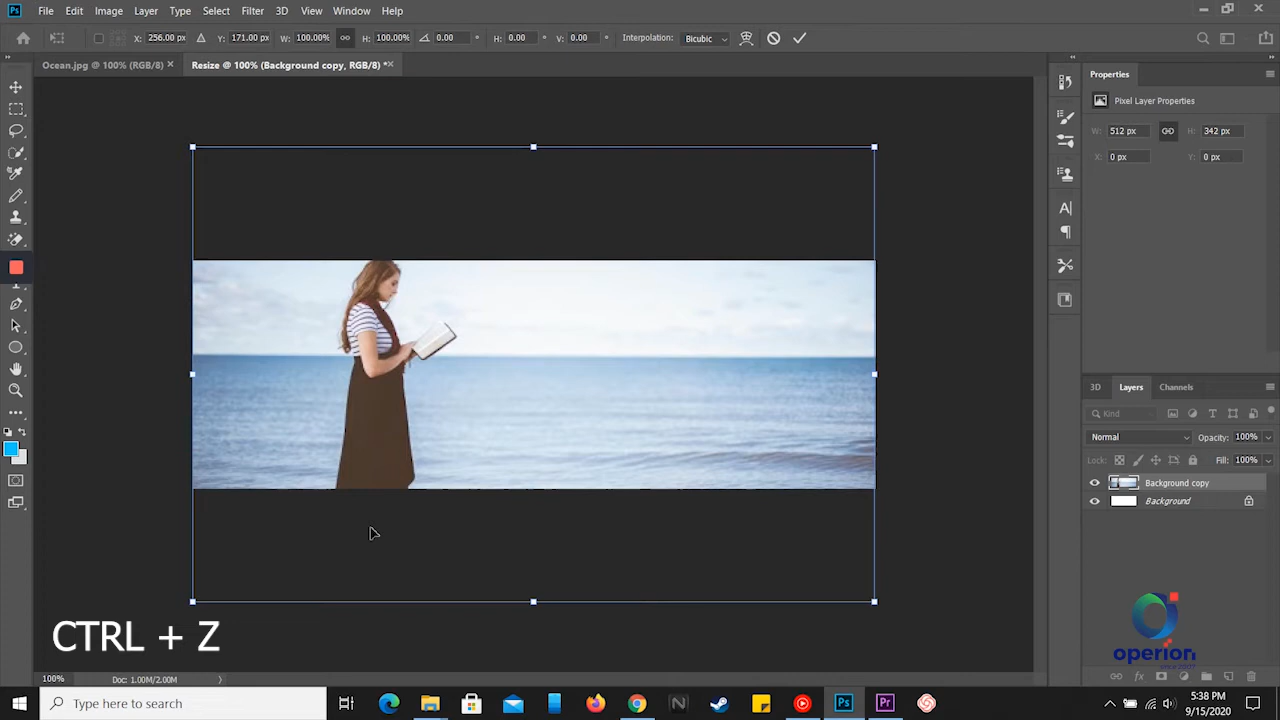 Ps File Edit Image Layer Type Select Filter 3D View Window Help
X: 256.00 px Y: 171.00 px W: 100.00% H: 100.00% 0.00 ° H: 0.00 ° V: 0.00 ° Interpolation: Bicubic
Ocean.jpg @ 100% (RGB/8) Resize @ 100% (Background copy, RGB/8) *
Properties
Pixel Layer Properties
W: 512 px H: 342 px
X: 0 px Y: 0 px
3D Layers Channels
Kind
Normal Opacity: 100%
Lock: Fill: 100%
Background copy
Background
CTRL + Z
operion
since 2002
100% Doc: 1.00M/2.00M
Type here to search
5:38 PM
9/15/2020